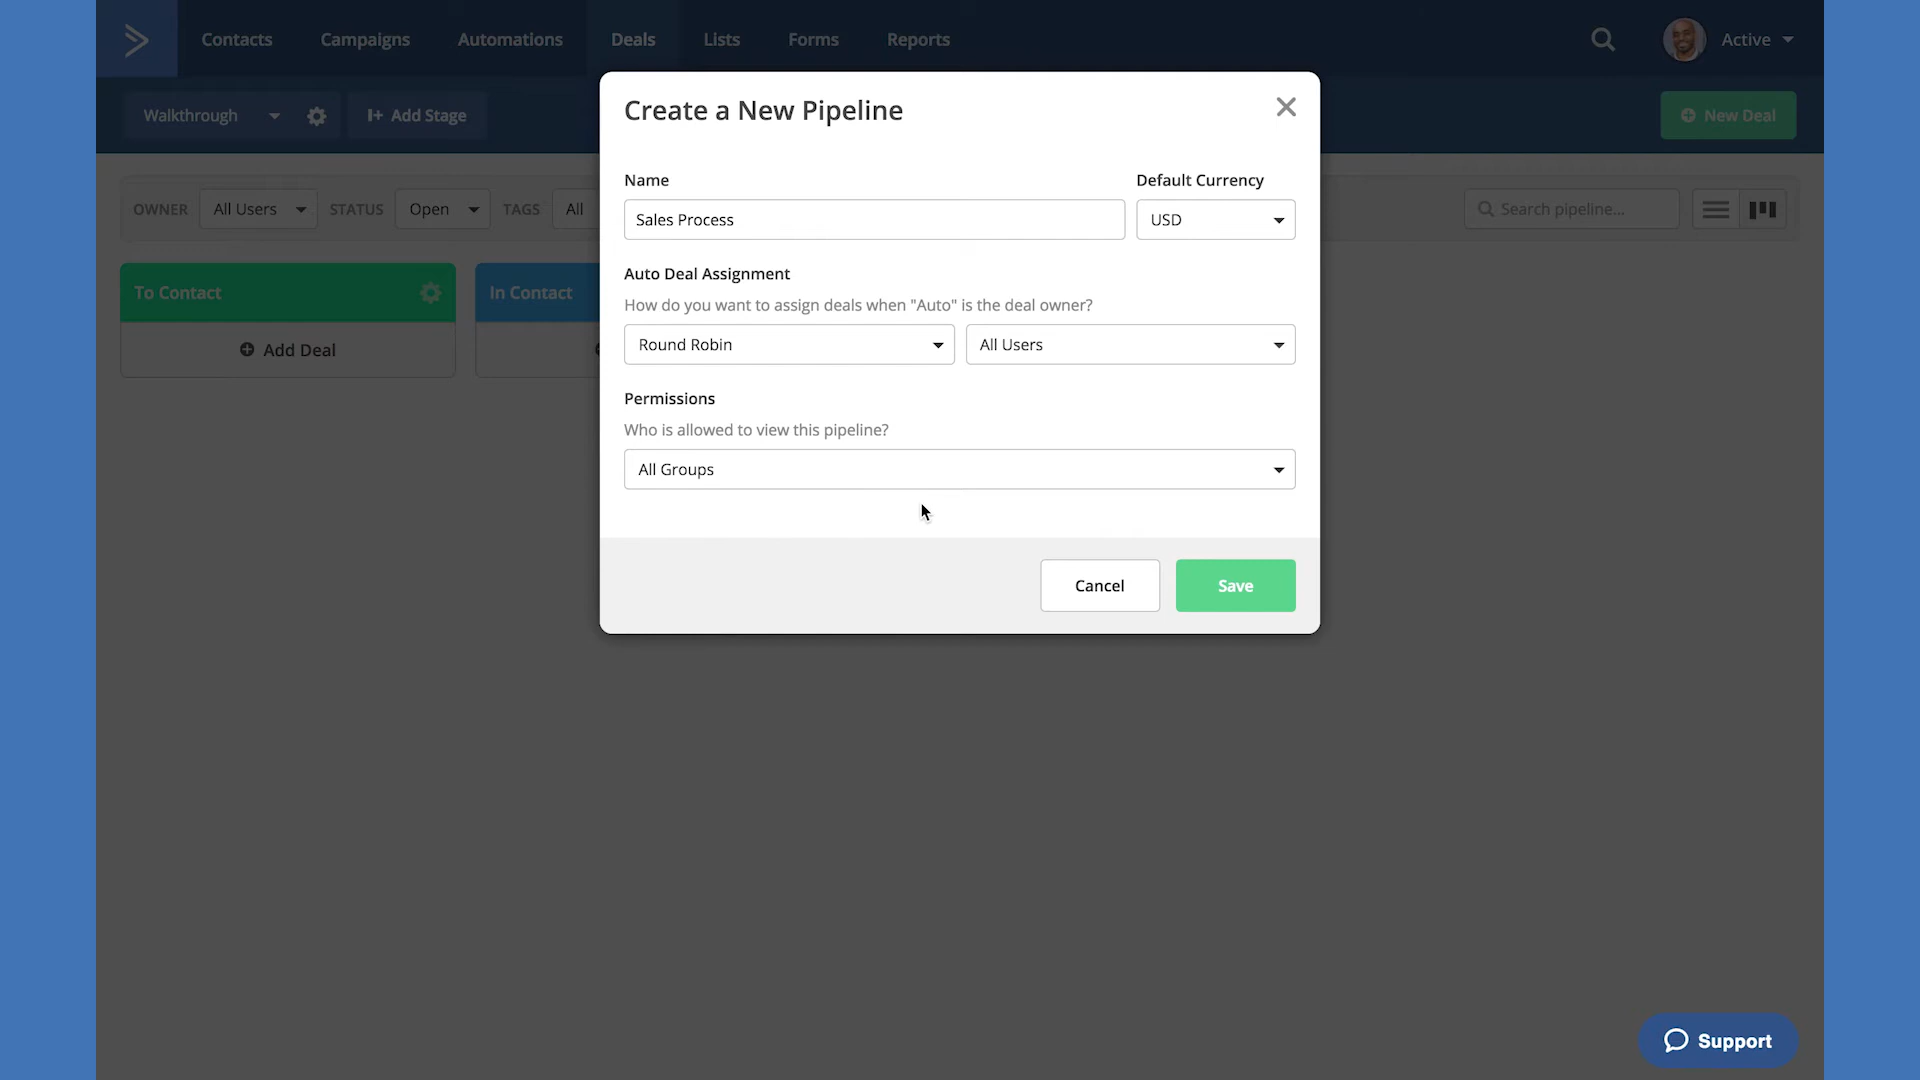 Contacts
Campaigns
Automations
Deals
Lists
Forms
Reports
Active
Walkthrough
Add Stage
New Deal
OWNER
All Users
STATUS
Open
TAGS
All
Search pipeline...
To Contact
In Contact
Add Deal
Create a New Pipeline
Name
Default Currency
Sales Process
USD
Auto Deal Assignment
How do you want to assign deals when "Auto" is the deal owner?
Round Robin
All Users
Permissions
Who is allowed to view this pipeline?
All Groups
Cancel
Save
Support